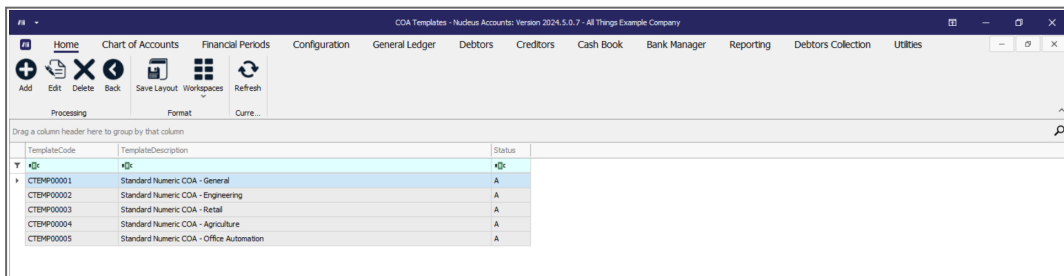 COA Templates - Nucleus Accounts: Version 2024.5.0.7 - All Things Example Company
Home Chart of Accounts Financial Periods Configuration General Ledger Debtors Creditors Cash Book Bank Manager Reporting Debtors Collection Utilities
Add Edit Delete Back Save Layout Workspaces Refresh
Processing Format Curre...
Drag a column header here to group by that column
TemplateCode TemplateDescription Status
CTEMP00001 Standard Numeric COA - General A
CTEMP00002 Standard Numeric COA - Engineering A
CTEMP00003 Standard Numeric COA - Retail A
CTEMP00004 Standard Numeric COA - Agriculture A
CTEMP00005 Standard Numeric COA - Office Automation A